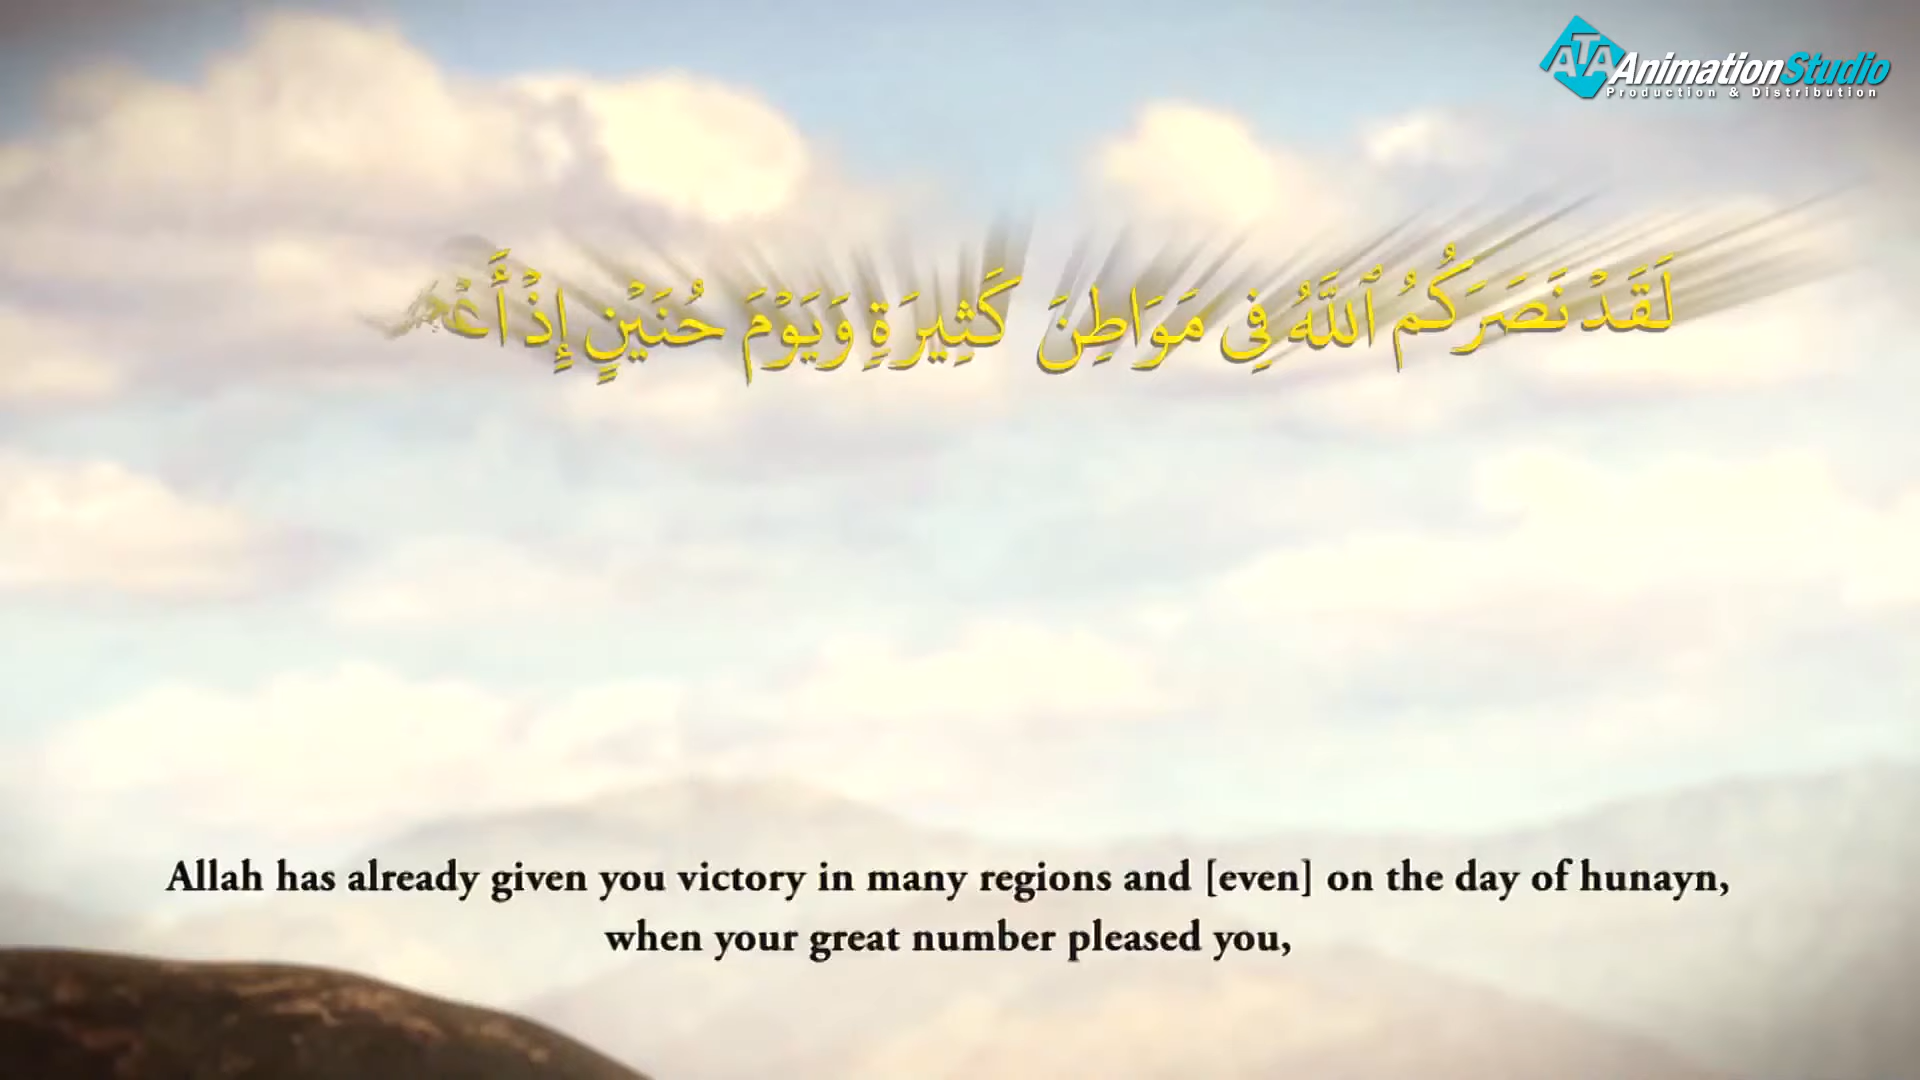 ATA AnimationStudio
Production & Distribution
لَقَدْ نَصَرَكُمُ ٱللَّهُ فِى مَوَاطِنَ كَثِيرَةٍ وَيَوْمَ حُنَيْنٍ إِذْ
Allah has already given you victory in many regions and [even] on the day of hunayn,
when your great number pleased you,